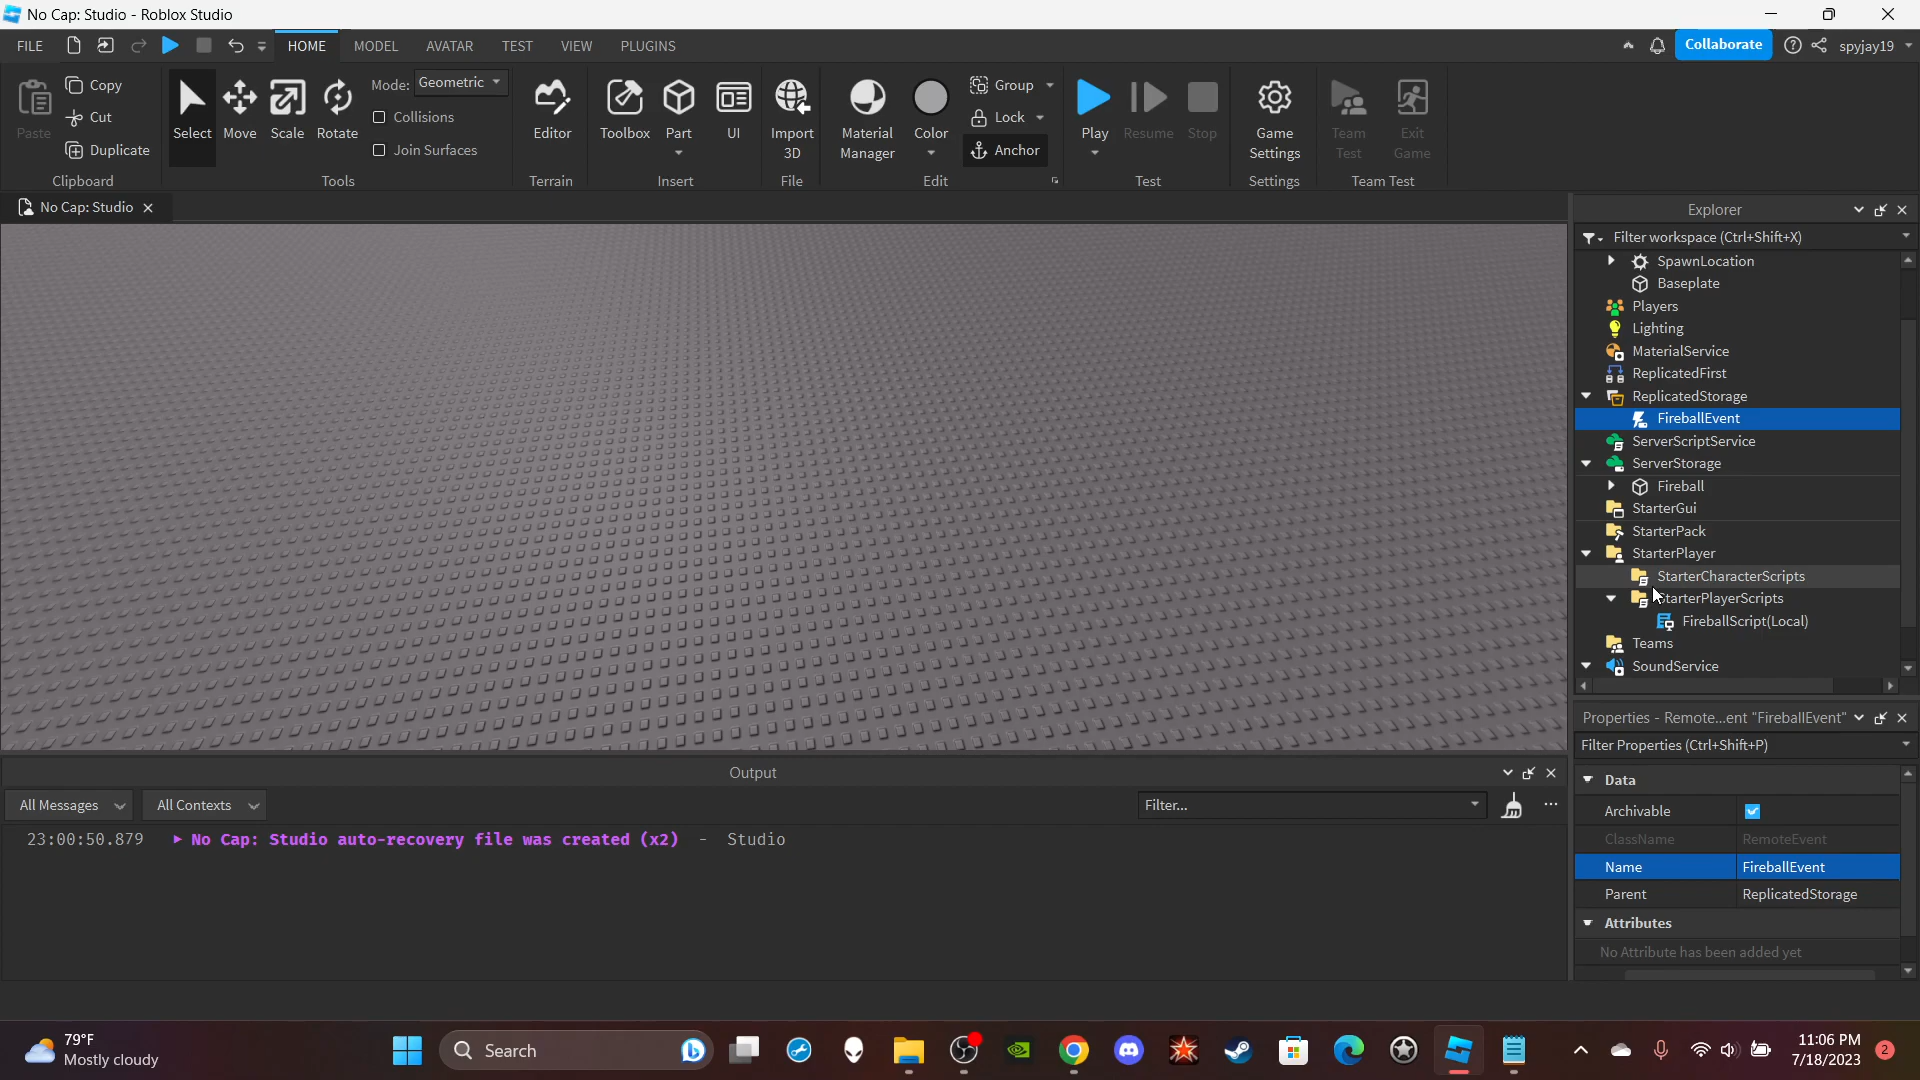 No Cap: Studio - Roblox Studio
FILE HOME MODEL AVATAR TEST VIEW PLUGINS Collaborate spyjay19
Paste Copy Cut Duplicate
Clipboard
Select Move Scale Rotate
Mode: Geometric
Collisions
Join Surfaces
Tools
Editor
Terrain
Toolbox Part UI
Insert
Import 3D
File
Material Manager Color
Group
Lock
Anchor
Edit
Play Resume Stop
Test
Game Settings
Settings
Team Test Exit Game
Team Test
No Cap: Studio
Explorer
Filter workspace (Ctrl+Shift+X)
SpawnLocation
Baseplate
Players
Lighting
MaterialService
ReplicatedFirst
ReplicatedStorage
FireballEvent
ServerScriptService
ServerStorage
Fireball
StarterGui
StarterPack
StarterPlayer
StarterCharacterScripts
StarterPlayerScripts
FireballScript(Local)
Teams
SoundService
Properties - Remote...ent "FireballEvent"
Filter Properties (Ctrl+Shift+P)
Data
Archivable
ClassName RemoteEvent
Name FireballEvent
Parent ReplicatedStorage
Attributes
No Attribute has been added yet
Output
All Messages All Contexts Filter...
23:00:50.879 No Cap: Studio auto-recovery file was created (x2) - Studio
79°F
Mostly cloudy
Search
11:06 PM
7/18/2023
2